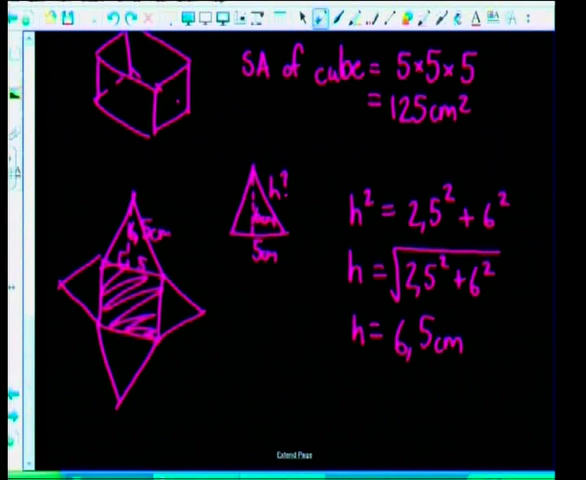 SA of cube = 5×5×5
= 125cm²
h?
5cm
6,5cm
h² = 2,5² + 6²
h = √2,5² + 6²
h = 6,5cm
Extend Page